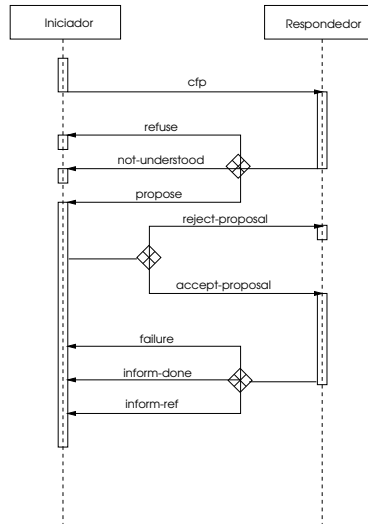 Iniciador
Respondedor
cfp
refuse
not-understood
propose
reject-proposal
accept-proposal
failure
inform-done
inform-ref